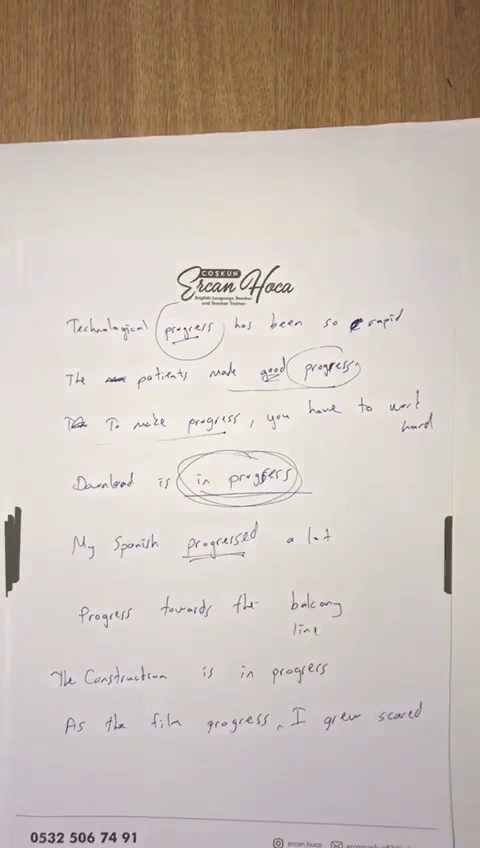 COSKUN
Ercan Hoca
English Language Teacher
and Teacher Trainer
Technological progress has been so rapid
The patients made good progress
To make progress, you have to work
hard
Download is in progress
My Spanish progressed a lot
Progress towards the balcony
line
The Construction is in progress
As the film progress, I grew scared
0532 506 74 91
ercan.hoca